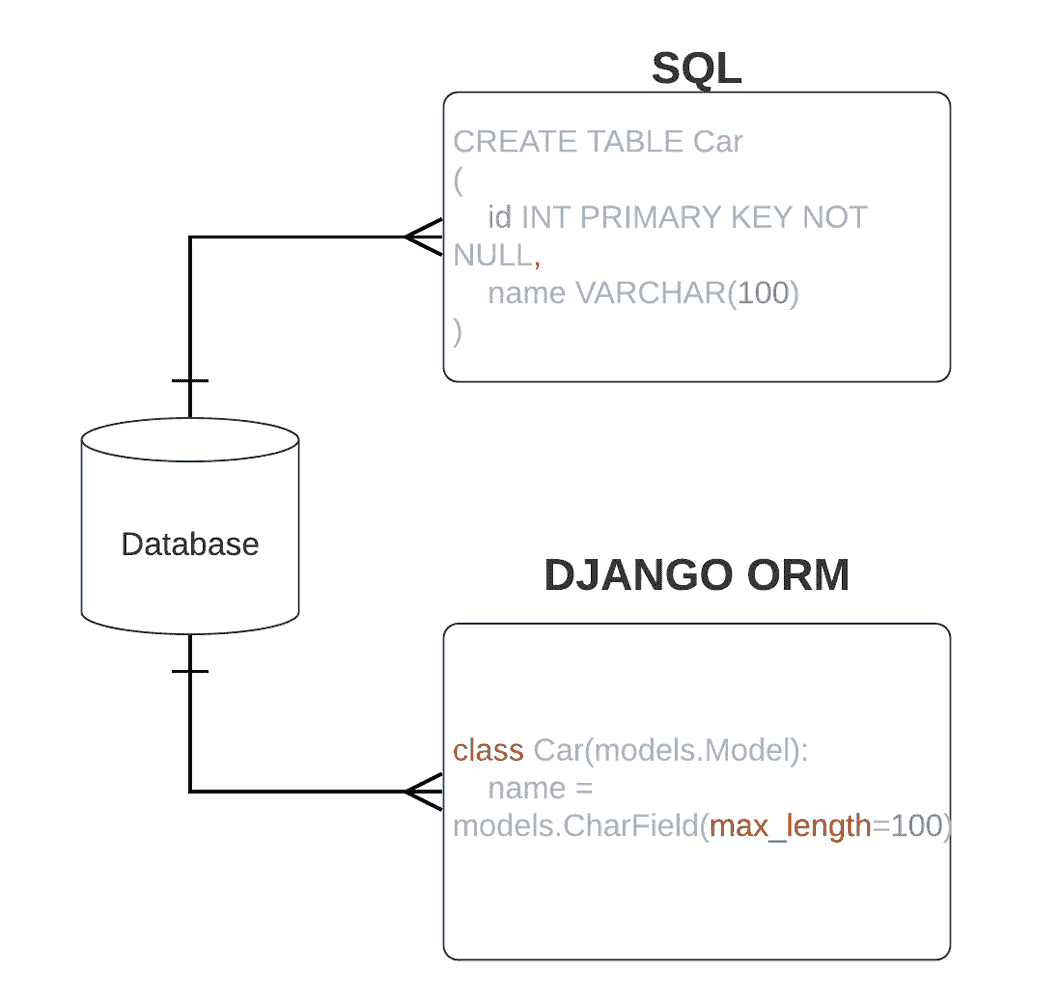 SQL
CREATE TABLE Car
(
id INT PRIMARY KEY NOT
NULL,
name VARCHAR(100)
)
Database
DJANGO ORM
class Car(models.Model):
name =
models.CharField(max_length=100)